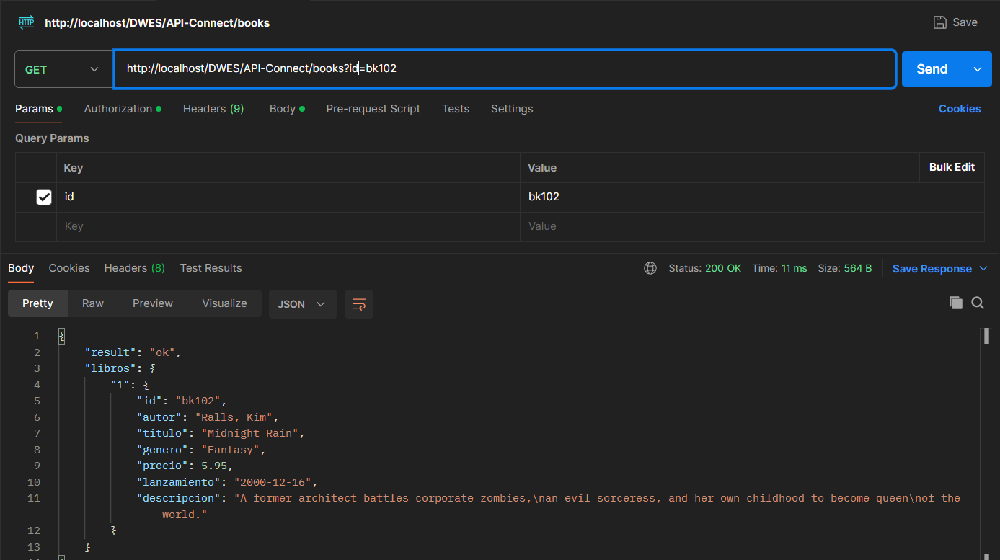 HTTP http://localhost/DWES/API-Connect/books Save
GET http://localhost/DWES/API-Connect/books?id=bk102 Send
Params Authorization Headers (9) Body Pre-request Script Tests Settings Cookies
Query Params
Key Value Bulk Edit
id bk102
Key Value
Body Cookies Headers (8) Test Results Status: 200 OK Time: 11 ms Size: 564 B Save Response
Pretty Raw Preview Visualize JSON
1 {
2 "result": "ok",
3 "libros": {
4 "1": {
5 "id": "bk102",
6 "autor": "Ralls, Kim",
7 "titulo": "Midnight Rain",
8 "genero": "Fantasy",
9 "precio": 5.95,
10 "lanzamiento": "2000-12-16",
11 "descripcion": "A former architect battles corporate zombies,\nan evil sorceress, and her own childhood to become queen\nof the
world."
12 }
13 }